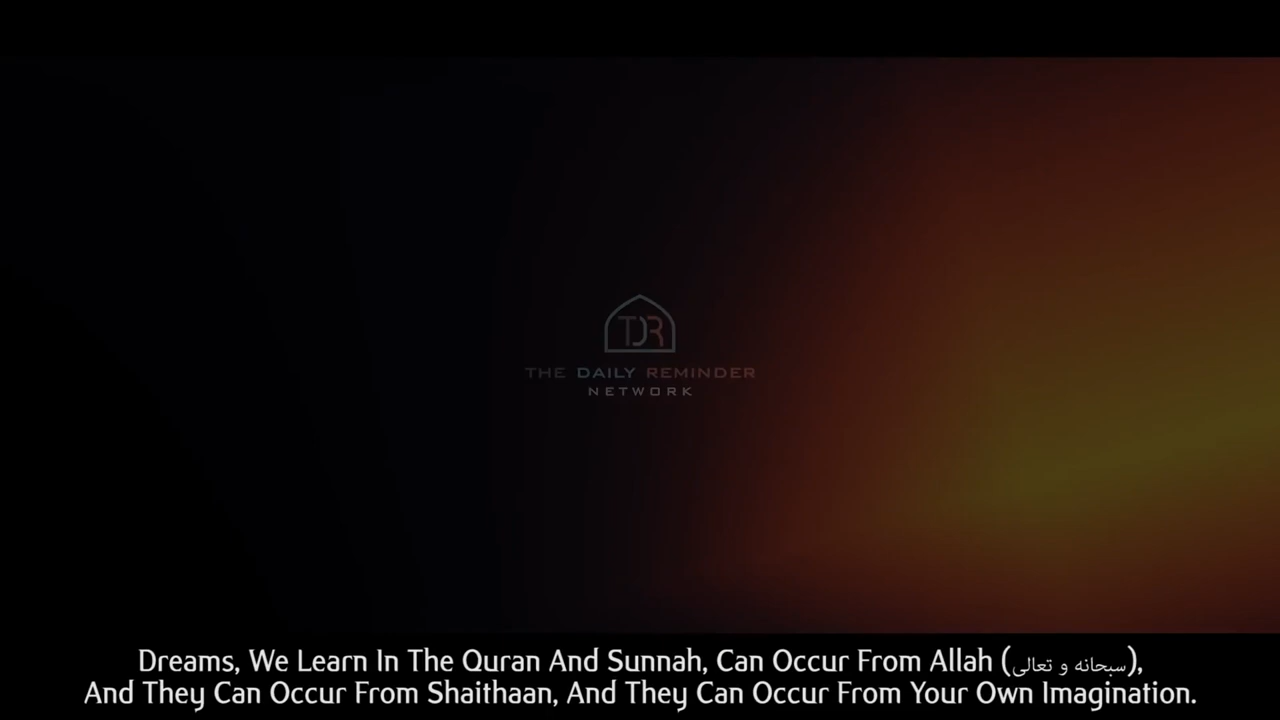 TDR
THE DAILY REMINDER
NETWORK
Dreams, We Learn In The Quran And Sunnah, Can Occur From Allah (سبحانه و تعالى),
And They Can Occur From Shaithaan, And They Can Occur From Your Own Imagination.